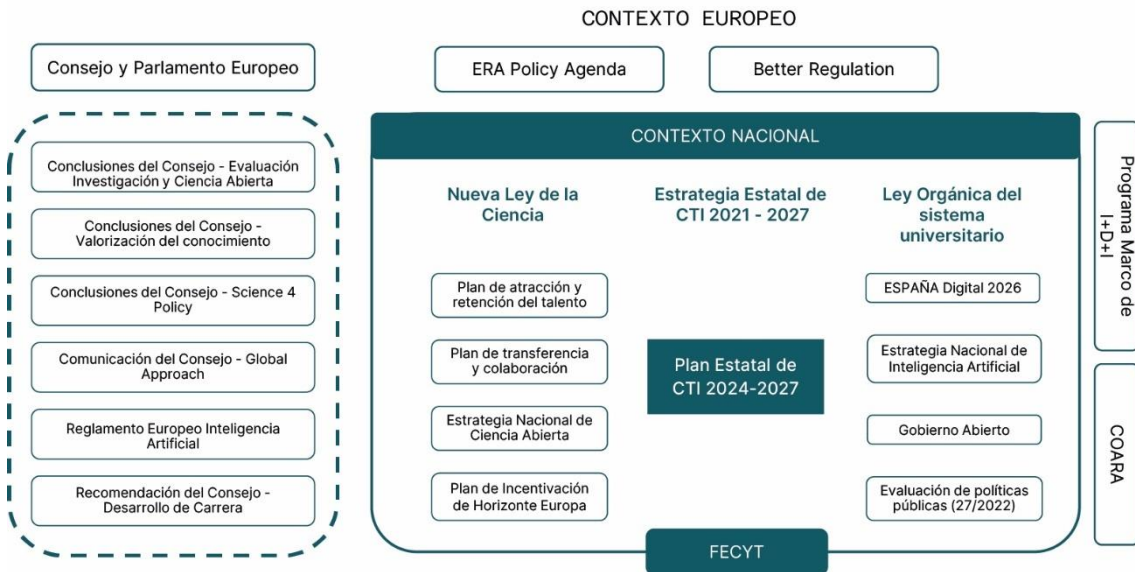 CONTEXTO EUROPEO
Consejo y Parlamento Europeo
ERA Policy Agenda
Better Regulation
Conclusiones del Consejo - Evaluación
Investigación y Ciencia Abierta
Conclusiones del Consejo -
Valorización del conocimiento
Conclusiones del Consejo - Science 4
Policy
Comunicación del Consejo - Global
Approach
Reglamento Europeo Inteligencia
Artificial
Recomendación del Consejo -
Desarrollo de Carrera
CONTEXTO NACIONAL
Nueva Ley de la
Ciencia
Plan de atracción y
retención del talento
Plan de transferencia
y colaboración
Estrategia Nacional de
Ciencia Abierta
Plan de Incentivación
de Horizonte Europa
Estrategia Estatal de
CTI 2021 - 2027
Plan Estatal de
CTI 2024-2027
Ley Orgánica del
sistema
universitario
ESPAÑA Digital 2026
Estrategia Nacional de
Inteligencia Artificial
Gobierno Abierto
Evaluación de políticas
públicas (27/2022)
FECYT
Programa Marco de
I+D+I
COARA